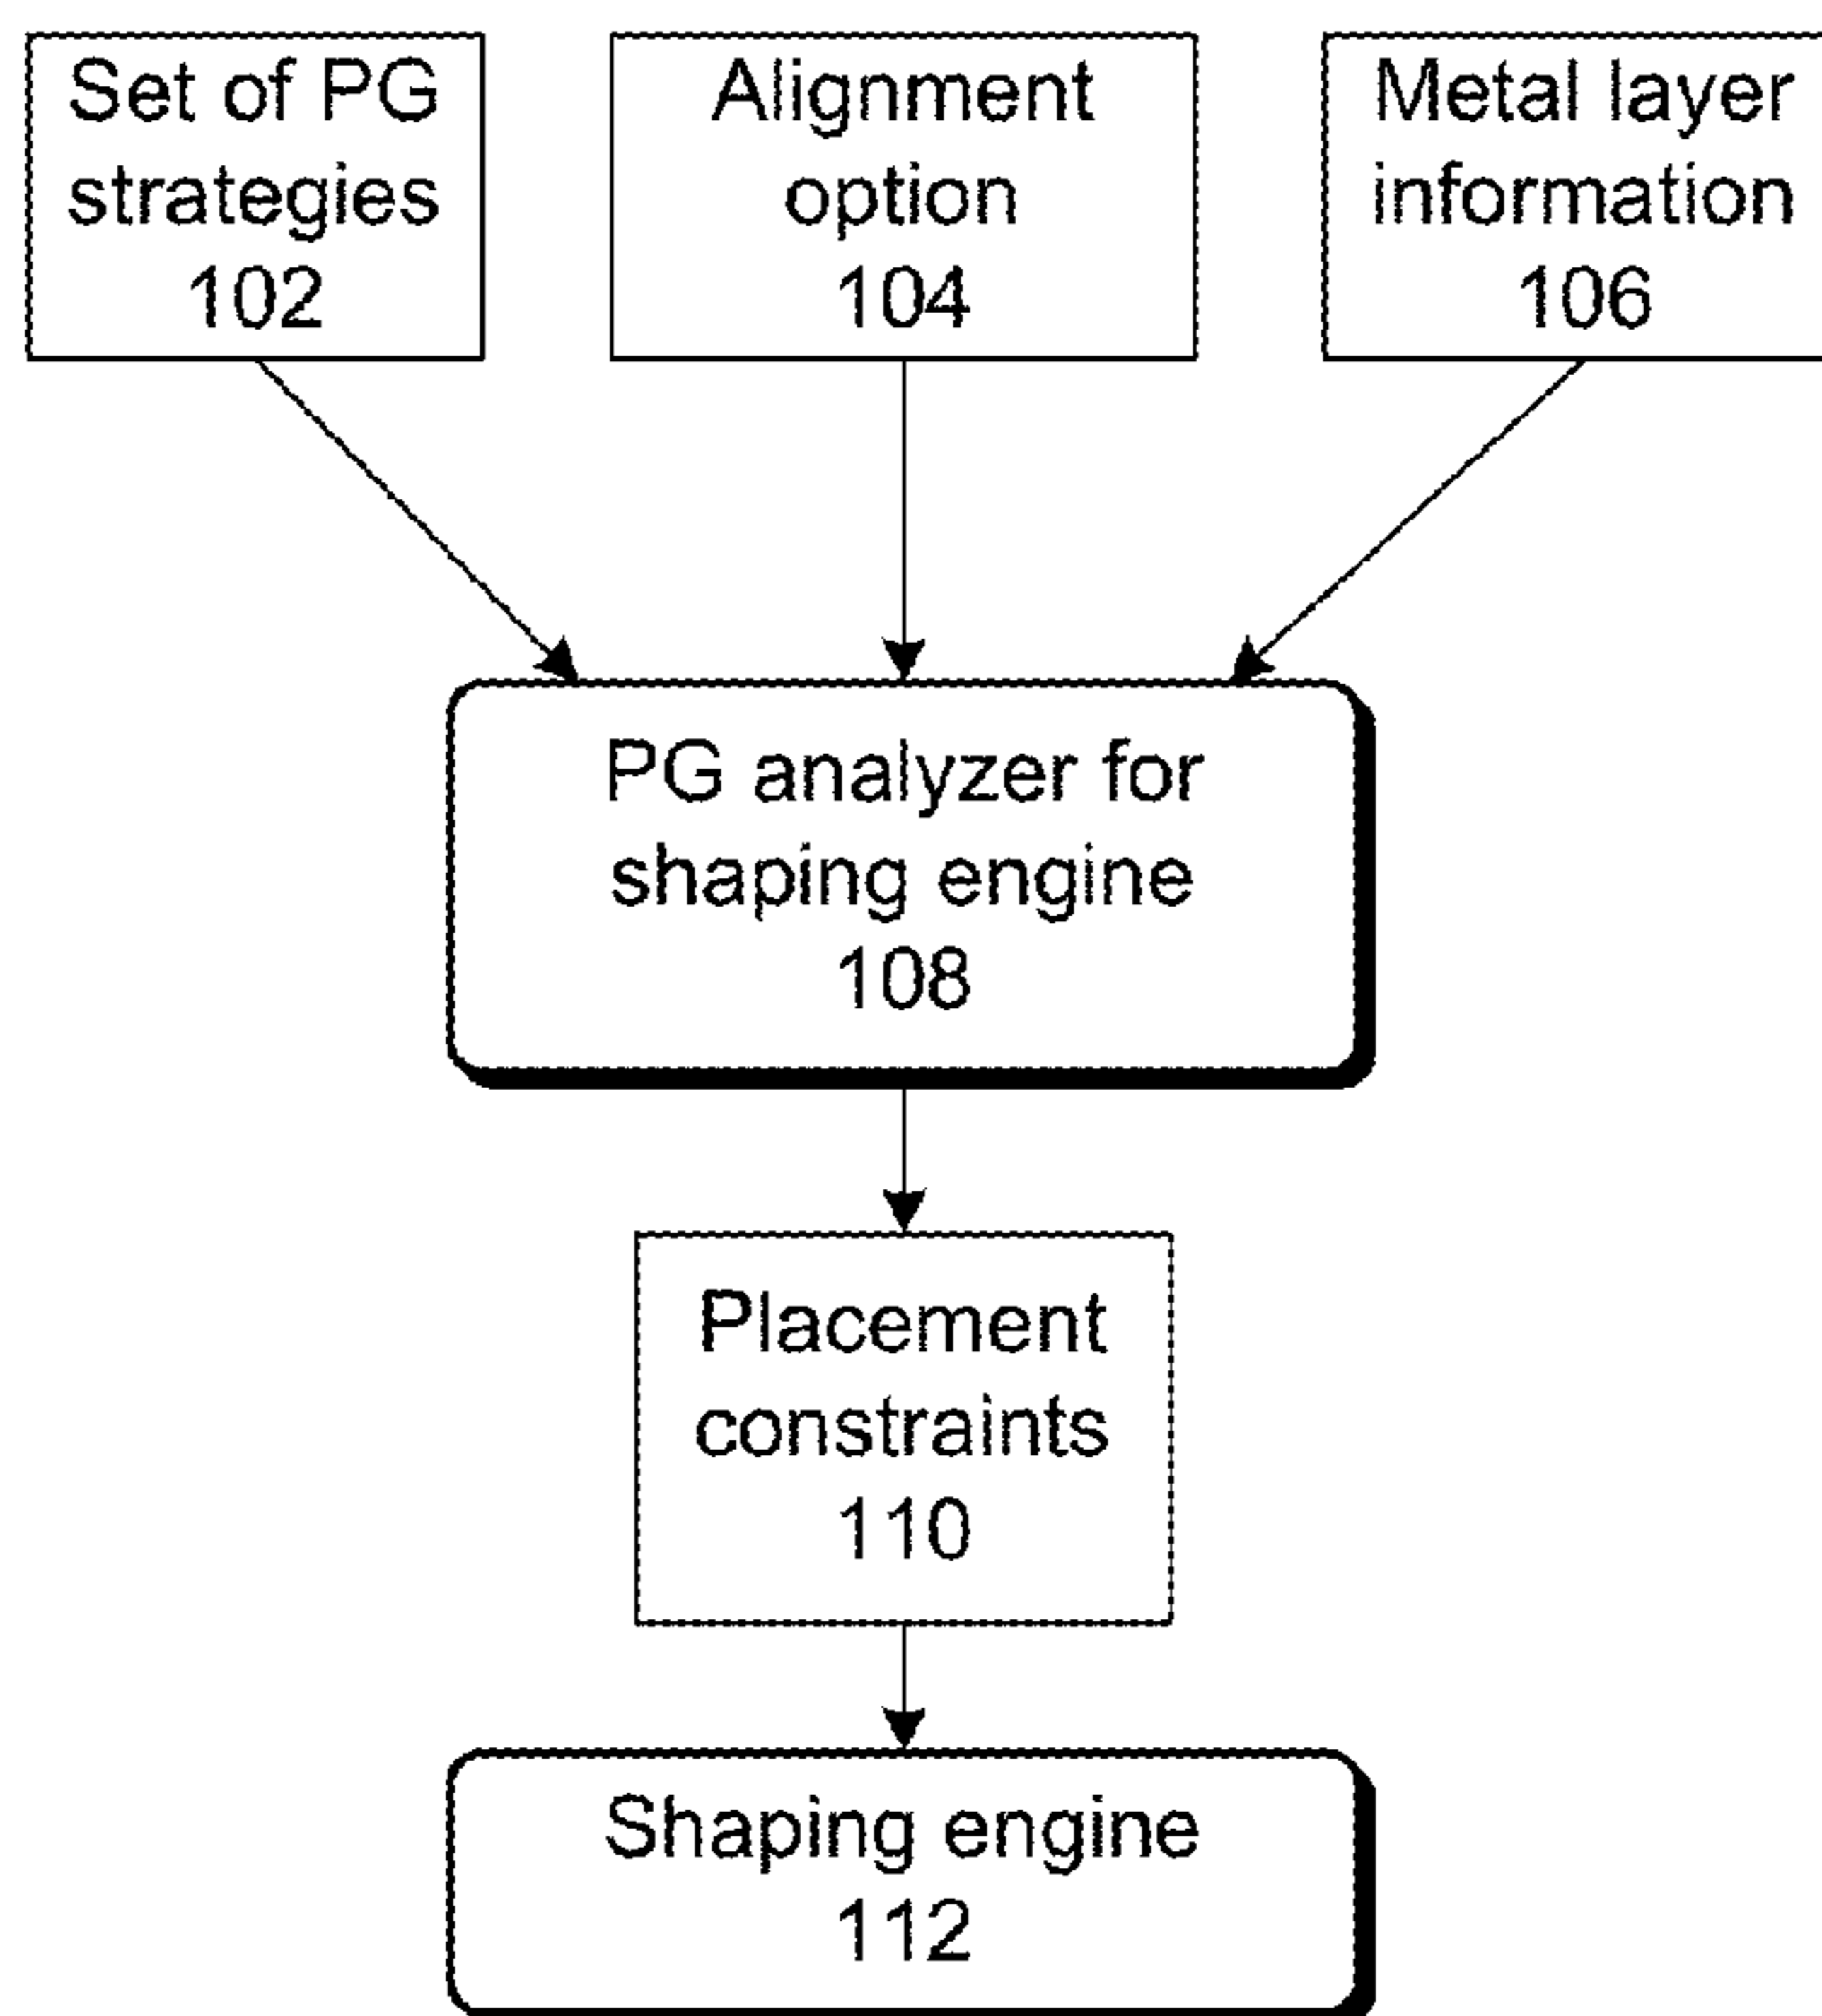 Set of PG
strategies
102
Alignment
option
104
Metal layer
information
106
PG analyzer for
shaping engine
108
Placement
constraints
110
Shaping engine
112